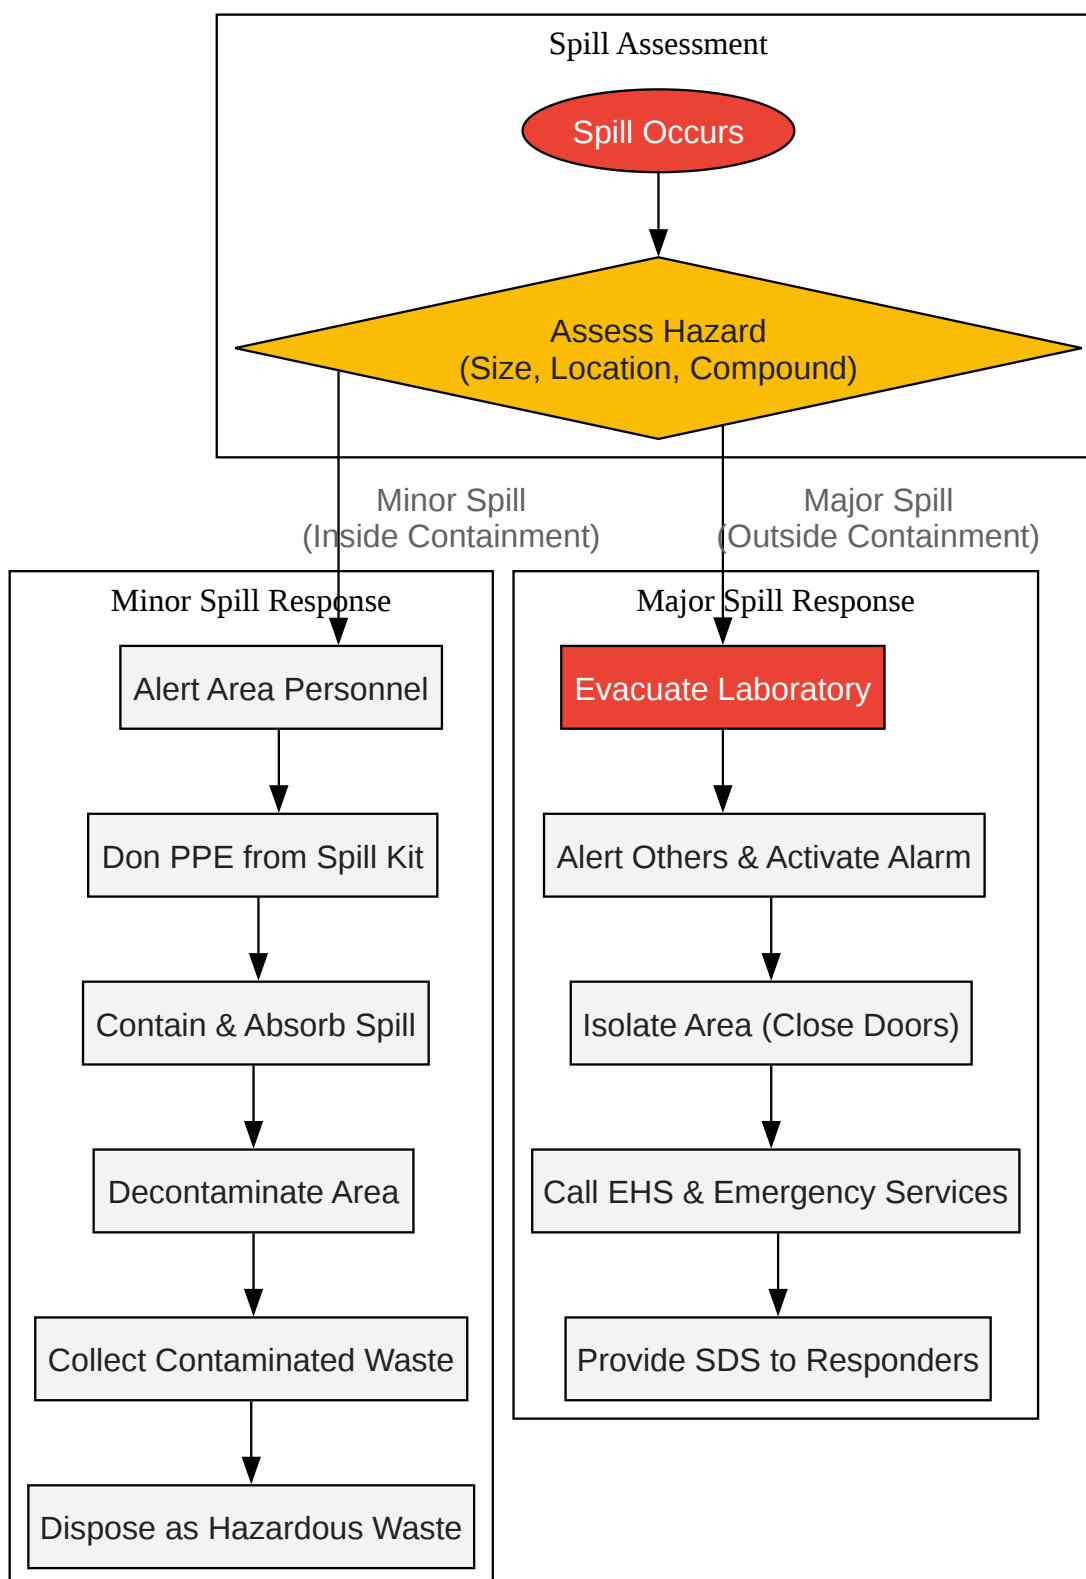 Spill Assessment
Spill Occurs
Assess Hazard
(Size, Location, Compound)
Minor Spill
(Inside Containment)
Major Spill
(Outside Containment)
Minor Spill Response
Alert Area Personnel
Don PPE from Spill Kit
Contain & Absorb Spill
Decontaminate Area
Collect Contaminated Waste
Dispose as Hazardous Waste
Major Spill Response
Evacuate Laboratory
Alert Others & Activate Alarm
Isolate Area (Close Doors)
Call EHS & Emergency Services
Provide SDS to Responders